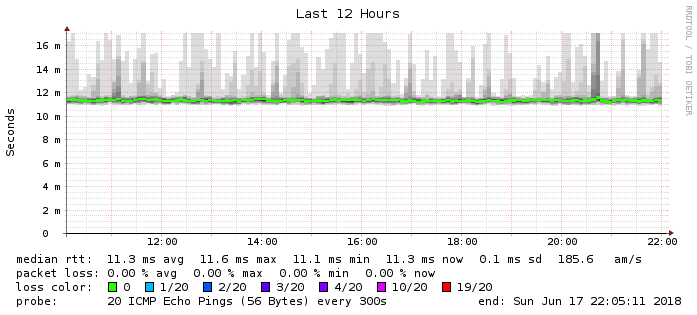 Last 12 Hours
RRDTOOL / TOBI OETIKER
Seconds
16 m
14 m
12 m
10 m
8 m
6 m
4 m
2 m
0
12:00 14:00 16:00 18:00 20:00 22:00
median rtt: 11.3 ms avg 11.6 ms max 11.1 ms min 11.3 ms now 0.1 ms sd 185.6 am/s
packet loss: 0.00 % avg 0.00 % max 0.00 % min 0.00 % now
loss color: 0 1/20 2/20 3/20 4/20 10/20 19/20
probe: 20 ICMP Echo Pings (56 Bytes) every 300s end: Sun Jun 17 22:05:11 2018